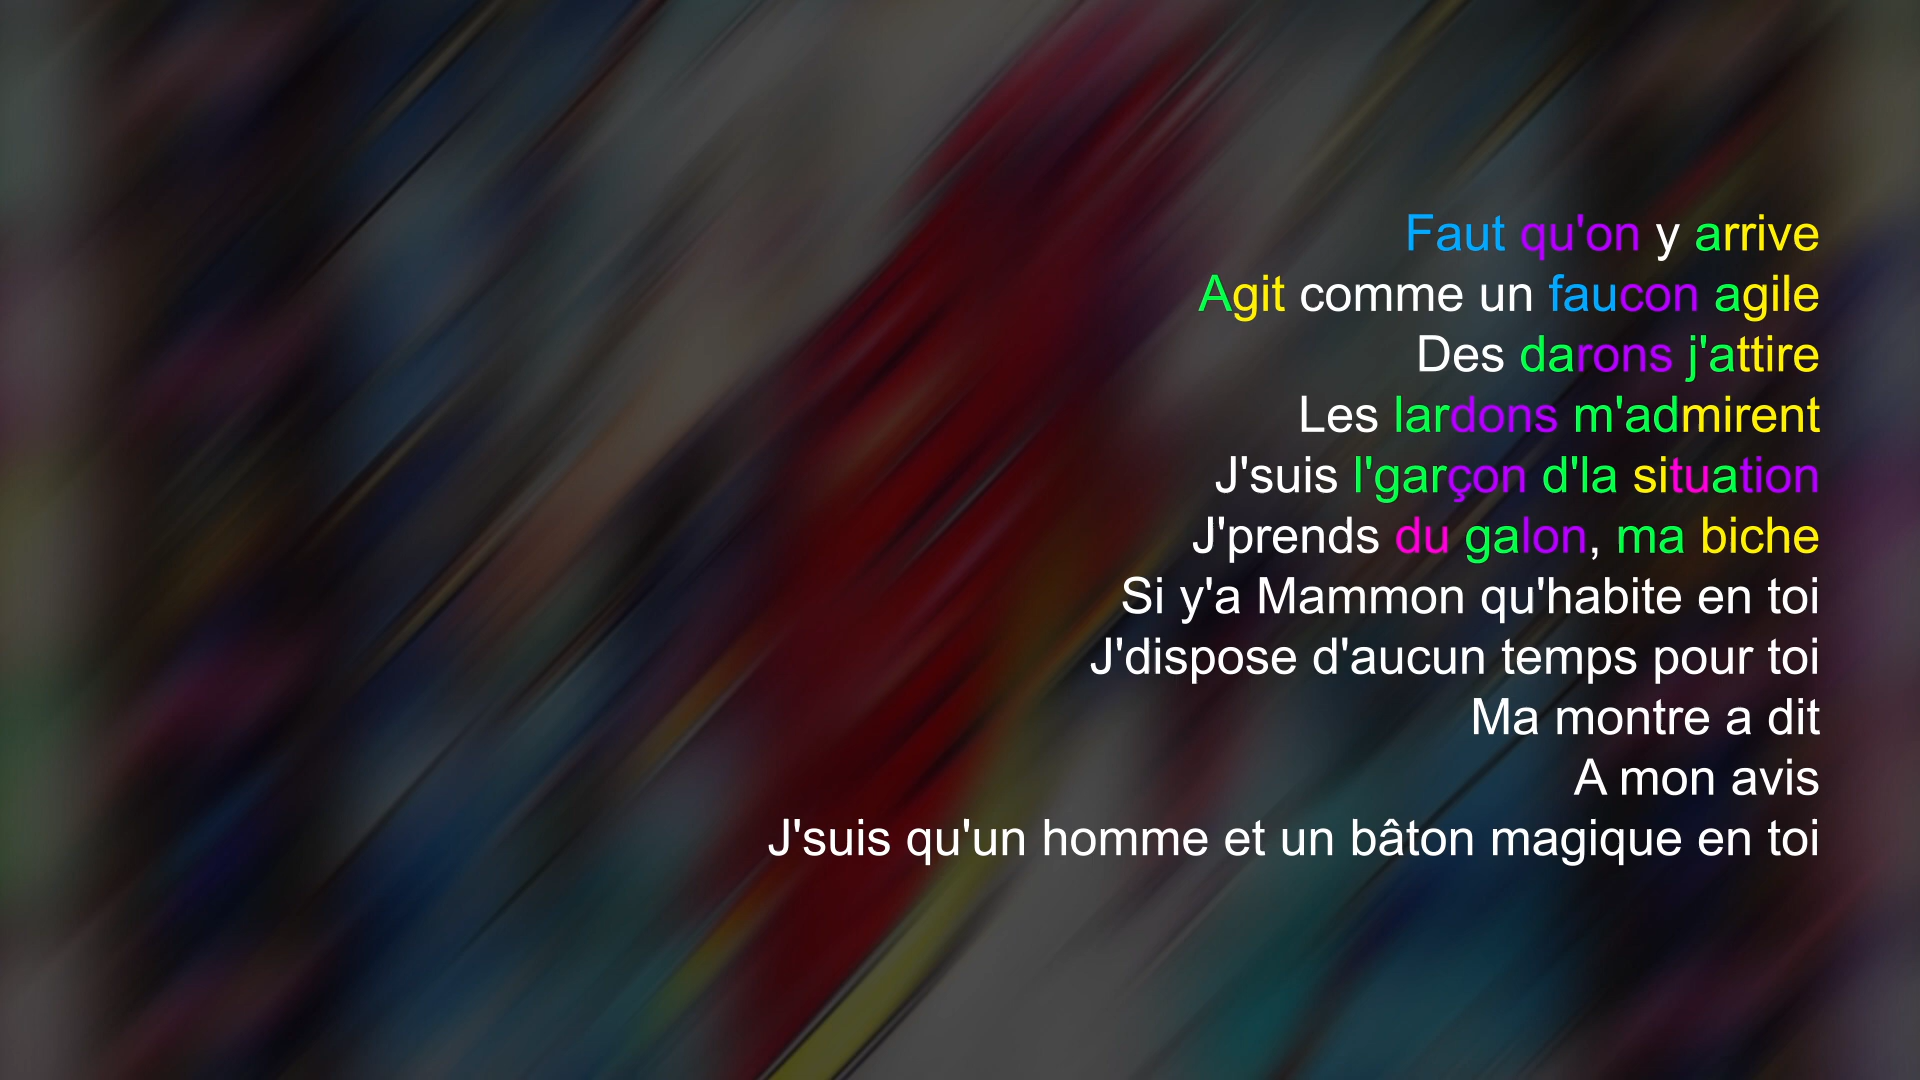 Faut qu'on y arrive
Agit comme un faucon agile
Des darons j'attire
Les lardons m'admirent
J'suis l'garçon d'la situation
J'prends du galon, ma biche
Si y'a Mammon qu'habite en toi
J'dispose d'aucun temps pour toi
Ma montre a dit
A mon avis
J'suis qu'un homme et un bâton magique en toi